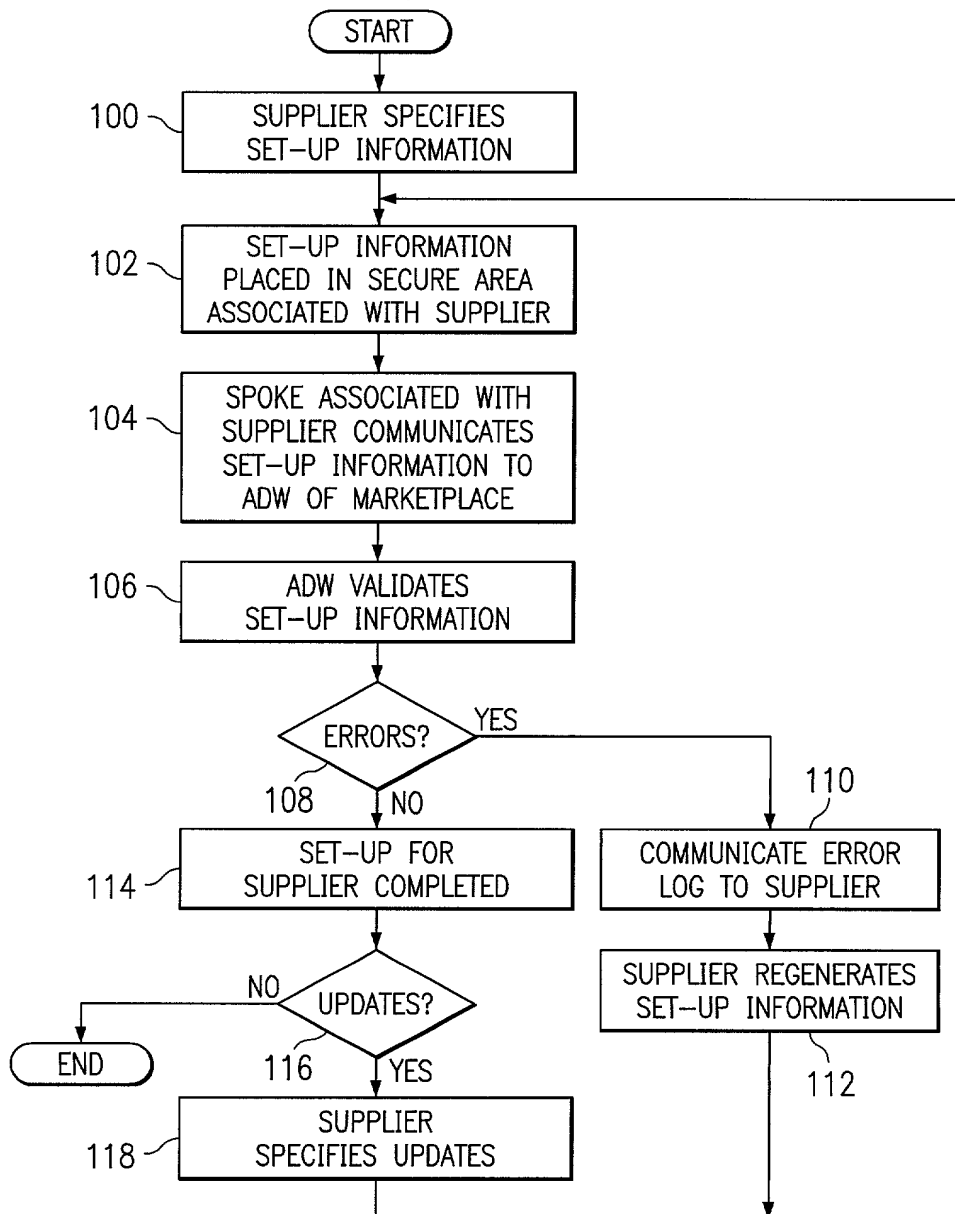 START
100
SUPPLIER SPECIFIES
SET-UP INFORMATION
102
SET-UP INFORMATION
PLACED IN SECURE AREA
ASSOCIATED WITH SUPPLIER
104
SPOKE ASSOCIATED WITH
SUPPLIER COMMUNICATES
SET-UP INFORMATION TO
ADW OF MARKETPLACE
106
ADW VALIDATES
SET-UP INFORMATION
ERRORS?
YES
108
NO
110
114
SET-UP FOR
SUPPLIER COMPLETED
COMMUNICATE ERROR
LOG TO SUPPLIER
SUPPLIER REGENERATES
SET-UP INFORMATION
112
NO
UPDATES?
116
YES
END
118
SUPPLIER
SPECIFIES UPDATES